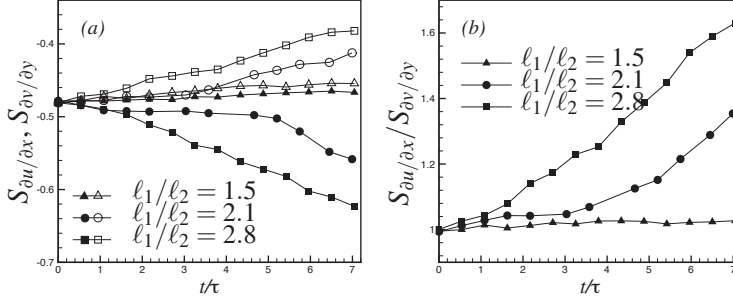 (a)
S∂u/∂x, S∂v/∂y
-0.4
-0.5
-0.6
-0.7
ℓ1/ℓ2 = 1.5
ℓ1/ℓ2 = 2.1
ℓ1/ℓ2 = 2.8
0 1 2 3 4 5 6 7
t/τ
(b)
S∂u/∂x/S∂v/∂y
1.6
1.4
1.2
1
ℓ1/ℓ2 = 1.5
ℓ1/ℓ2 = 2.1
ℓ1/ℓ2 = 2.8
0 1 2 3 4 5 6 7
t/τ